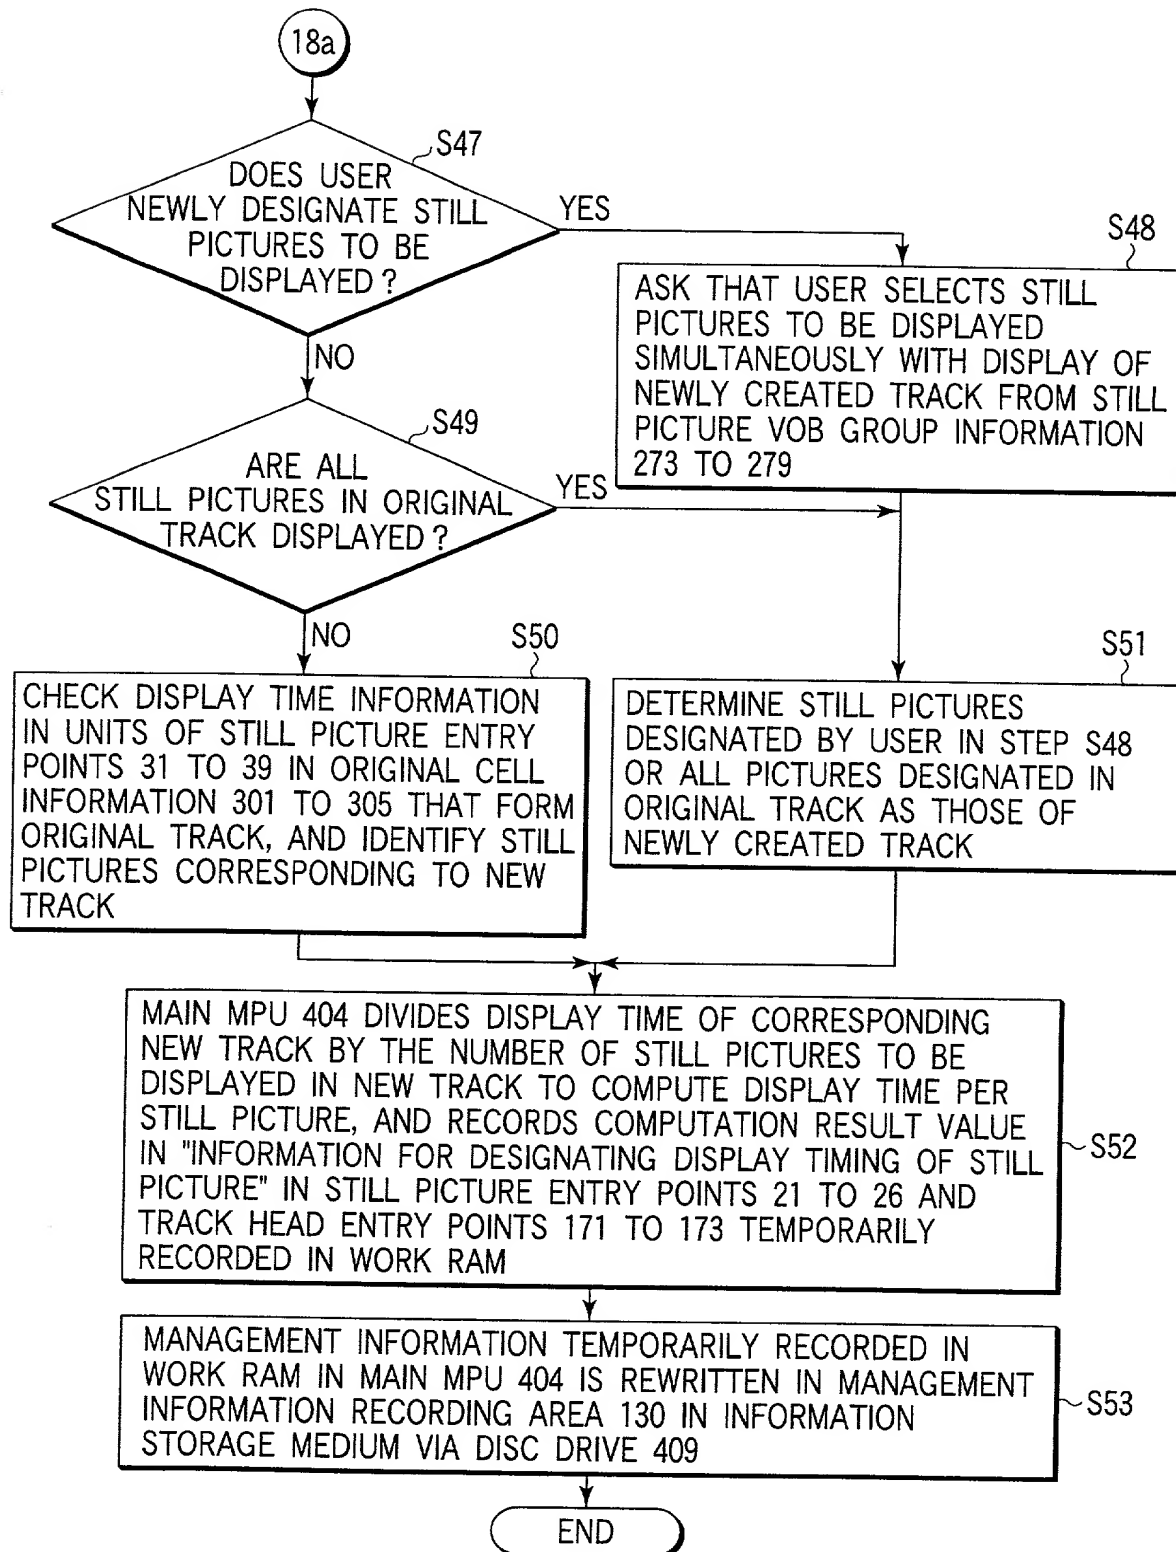 18a
S47
DOES USER
NEWLY DESIGNATE STILL
PICTURES TO BE
DISPLAYED ?
YES
NO
S48
ASK THAT USER SELECTS STILL
PICTURES TO BE DISPLAYED
SIMULTANEOUSLY WITH DISPLAY OF
NEWLY CREATED TRACK FROM STILL
PICTURE VOB GROUP INFORMATION
273 TO 279
S49
ARE ALL
STILL PICTURES IN ORIGINAL
TRACK DISPLAYED ?
YES
NO
S50
CHECK DISPLAY TIME INFORMATION
IN UNITS OF STILL PICTURE ENTRY
POINTS 31 TO 39 IN ORIGINAL CELL
INFORMATION 301 TO 305 THAT FORM
ORIGINAL TRACK, AND IDENTIFY STILL
PICTURES CORRESPONDING TO NEW
TRACK
S51
DETERMINE STILL PICTURES
DESIGNATED BY USER IN STEP S48
OR ALL PICTURES DESIGNATED IN
ORIGINAL TRACK AS THOSE OF
NEWLY CREATED TRACK
MAIN MPU 404 DIVIDES DISPLAY TIME OF CORRESPONDING
NEW TRACK BY THE NUMBER OF STILL PICTURES TO BE
DISPLAYED IN NEW TRACK TO COMPUTE DISPLAY TIME PER
STILL PICTURE, AND RECORDS COMPUTATION RESULT VALUE
IN "INFORMATION FOR DESIGNATING DISPLAY TIMING OF STILL
PICTURE" IN STILL PICTURE ENTRY POINTS 21 TO 26 AND
TRACK HEAD ENTRY POINTS 171 TO 173 TEMPORARILY
RECORDED IN WORK RAM
S52
MANAGEMENT INFORMATION TEMPORARILY RECORDED IN
WORK RAM IN MAIN MPU 404 IS REWRITTEN IN MANAGEMENT
INFORMATION RECORDING AREA 130 IN INFORMATION
STORAGE MEDIUM VIA DISC DRIVE 409
S53
END